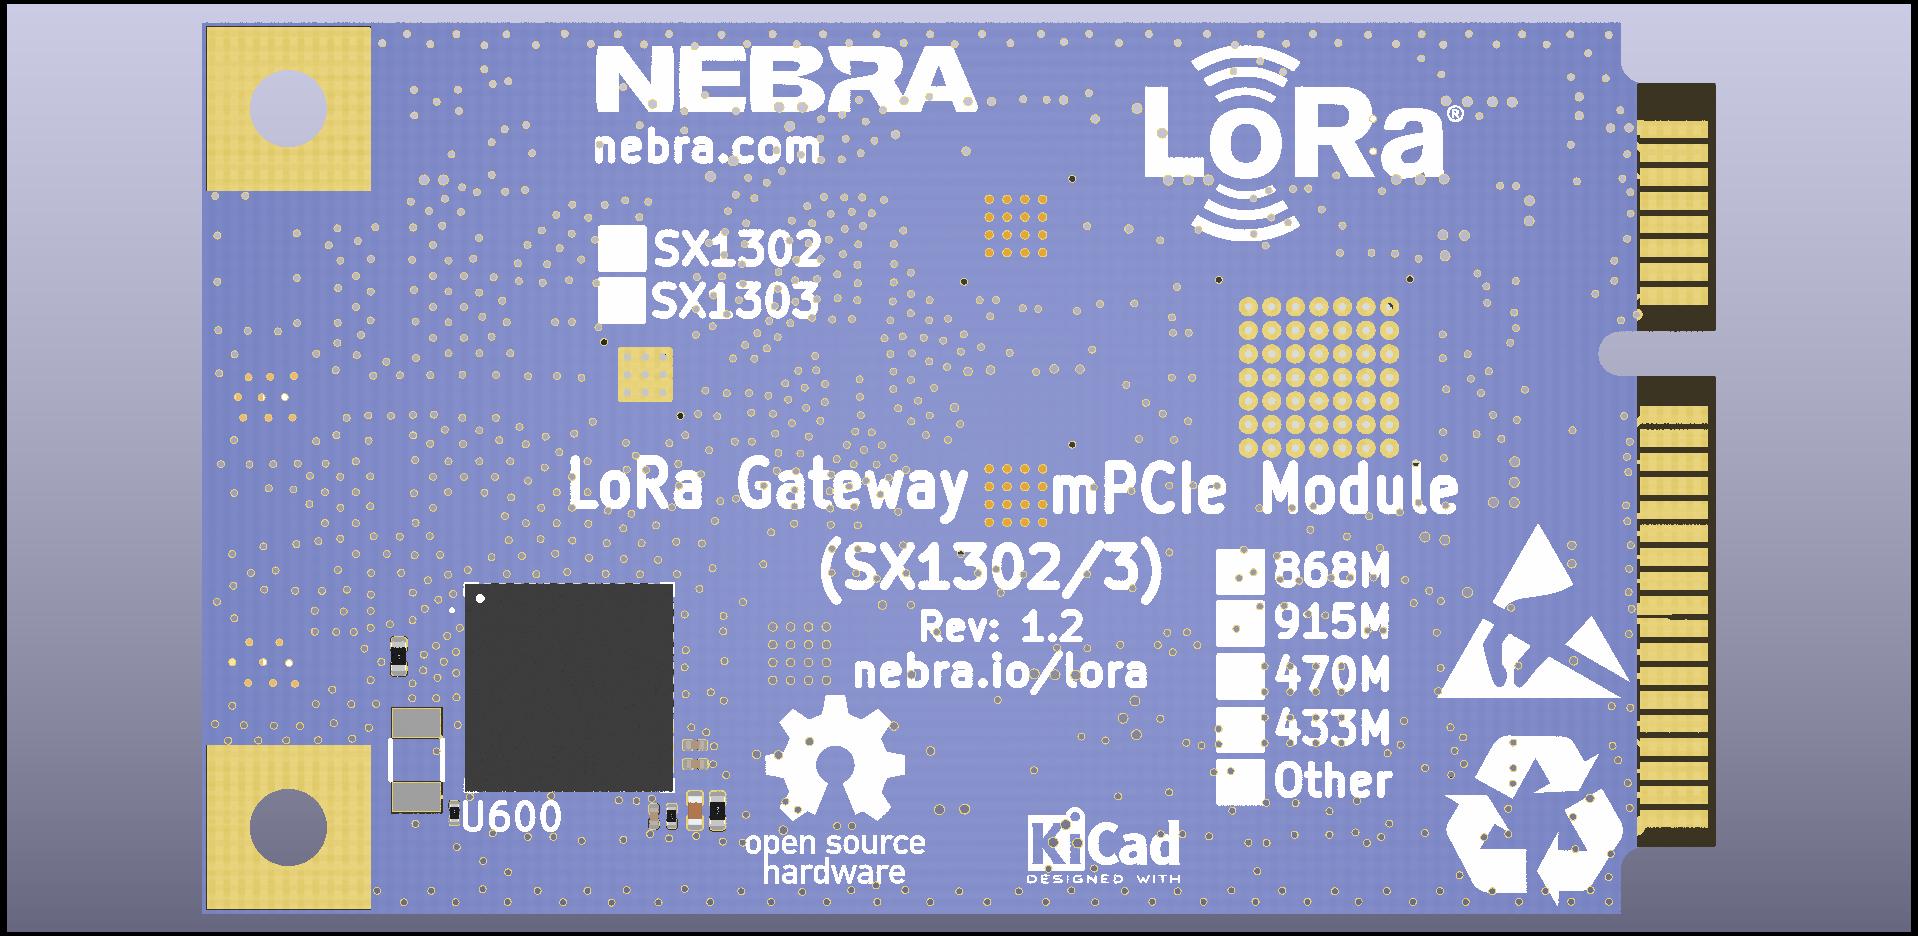 NEBRA
nebra.com
LoRa®
SX1302
SX1303
LoRa Gateway mPCIe Module
(SX1302/3)
Rev: 1.2
nebra.io/lora
868M
915M
470M
433M
Other
U600
open source
hardware
KiCad
DESIGNED WITH